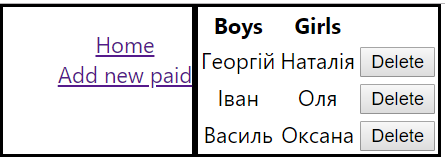 Home
Add new paid
Boys Girls
Георгій Наталія Delete
Іван Оля Delete
Василь Оксана Delete